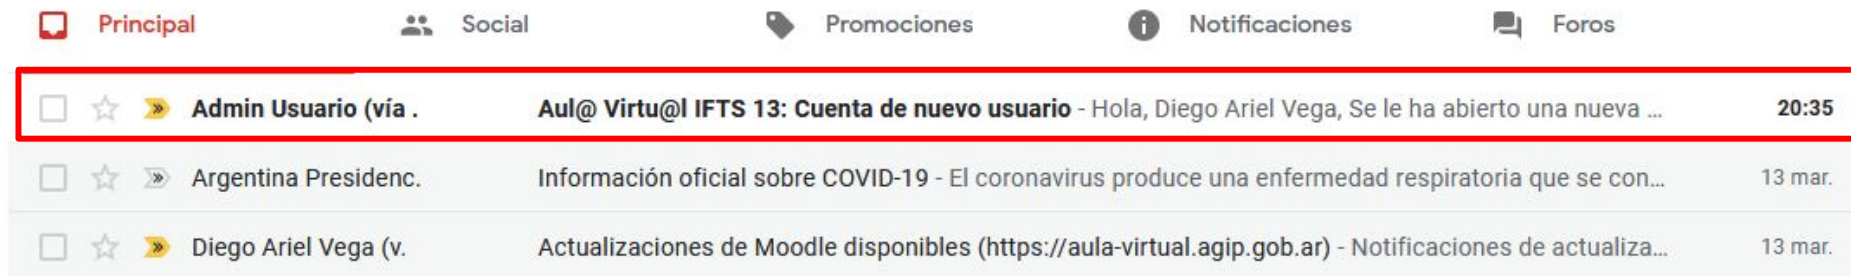 Principal Social Promociones Notificaciones Foros
Admin Usuario (vía . Aul@ Virtu@l IFTS 13: Cuenta de nuevo usuario - Hola, Diego Ariel Vega, Se le ha abierto una nueva ... 20:35
Argentina Presidenc. Información oficial sobre COVID-19 - El coronavirus produce una enfermedad respiratoria que se con... 13 mar.
Diego Ariel Vega (v. Actualizaciones de Moodle disponibles (https://aula-virtual.agip.gob.ar) - Notificaciones de actualiza... 13 mar.